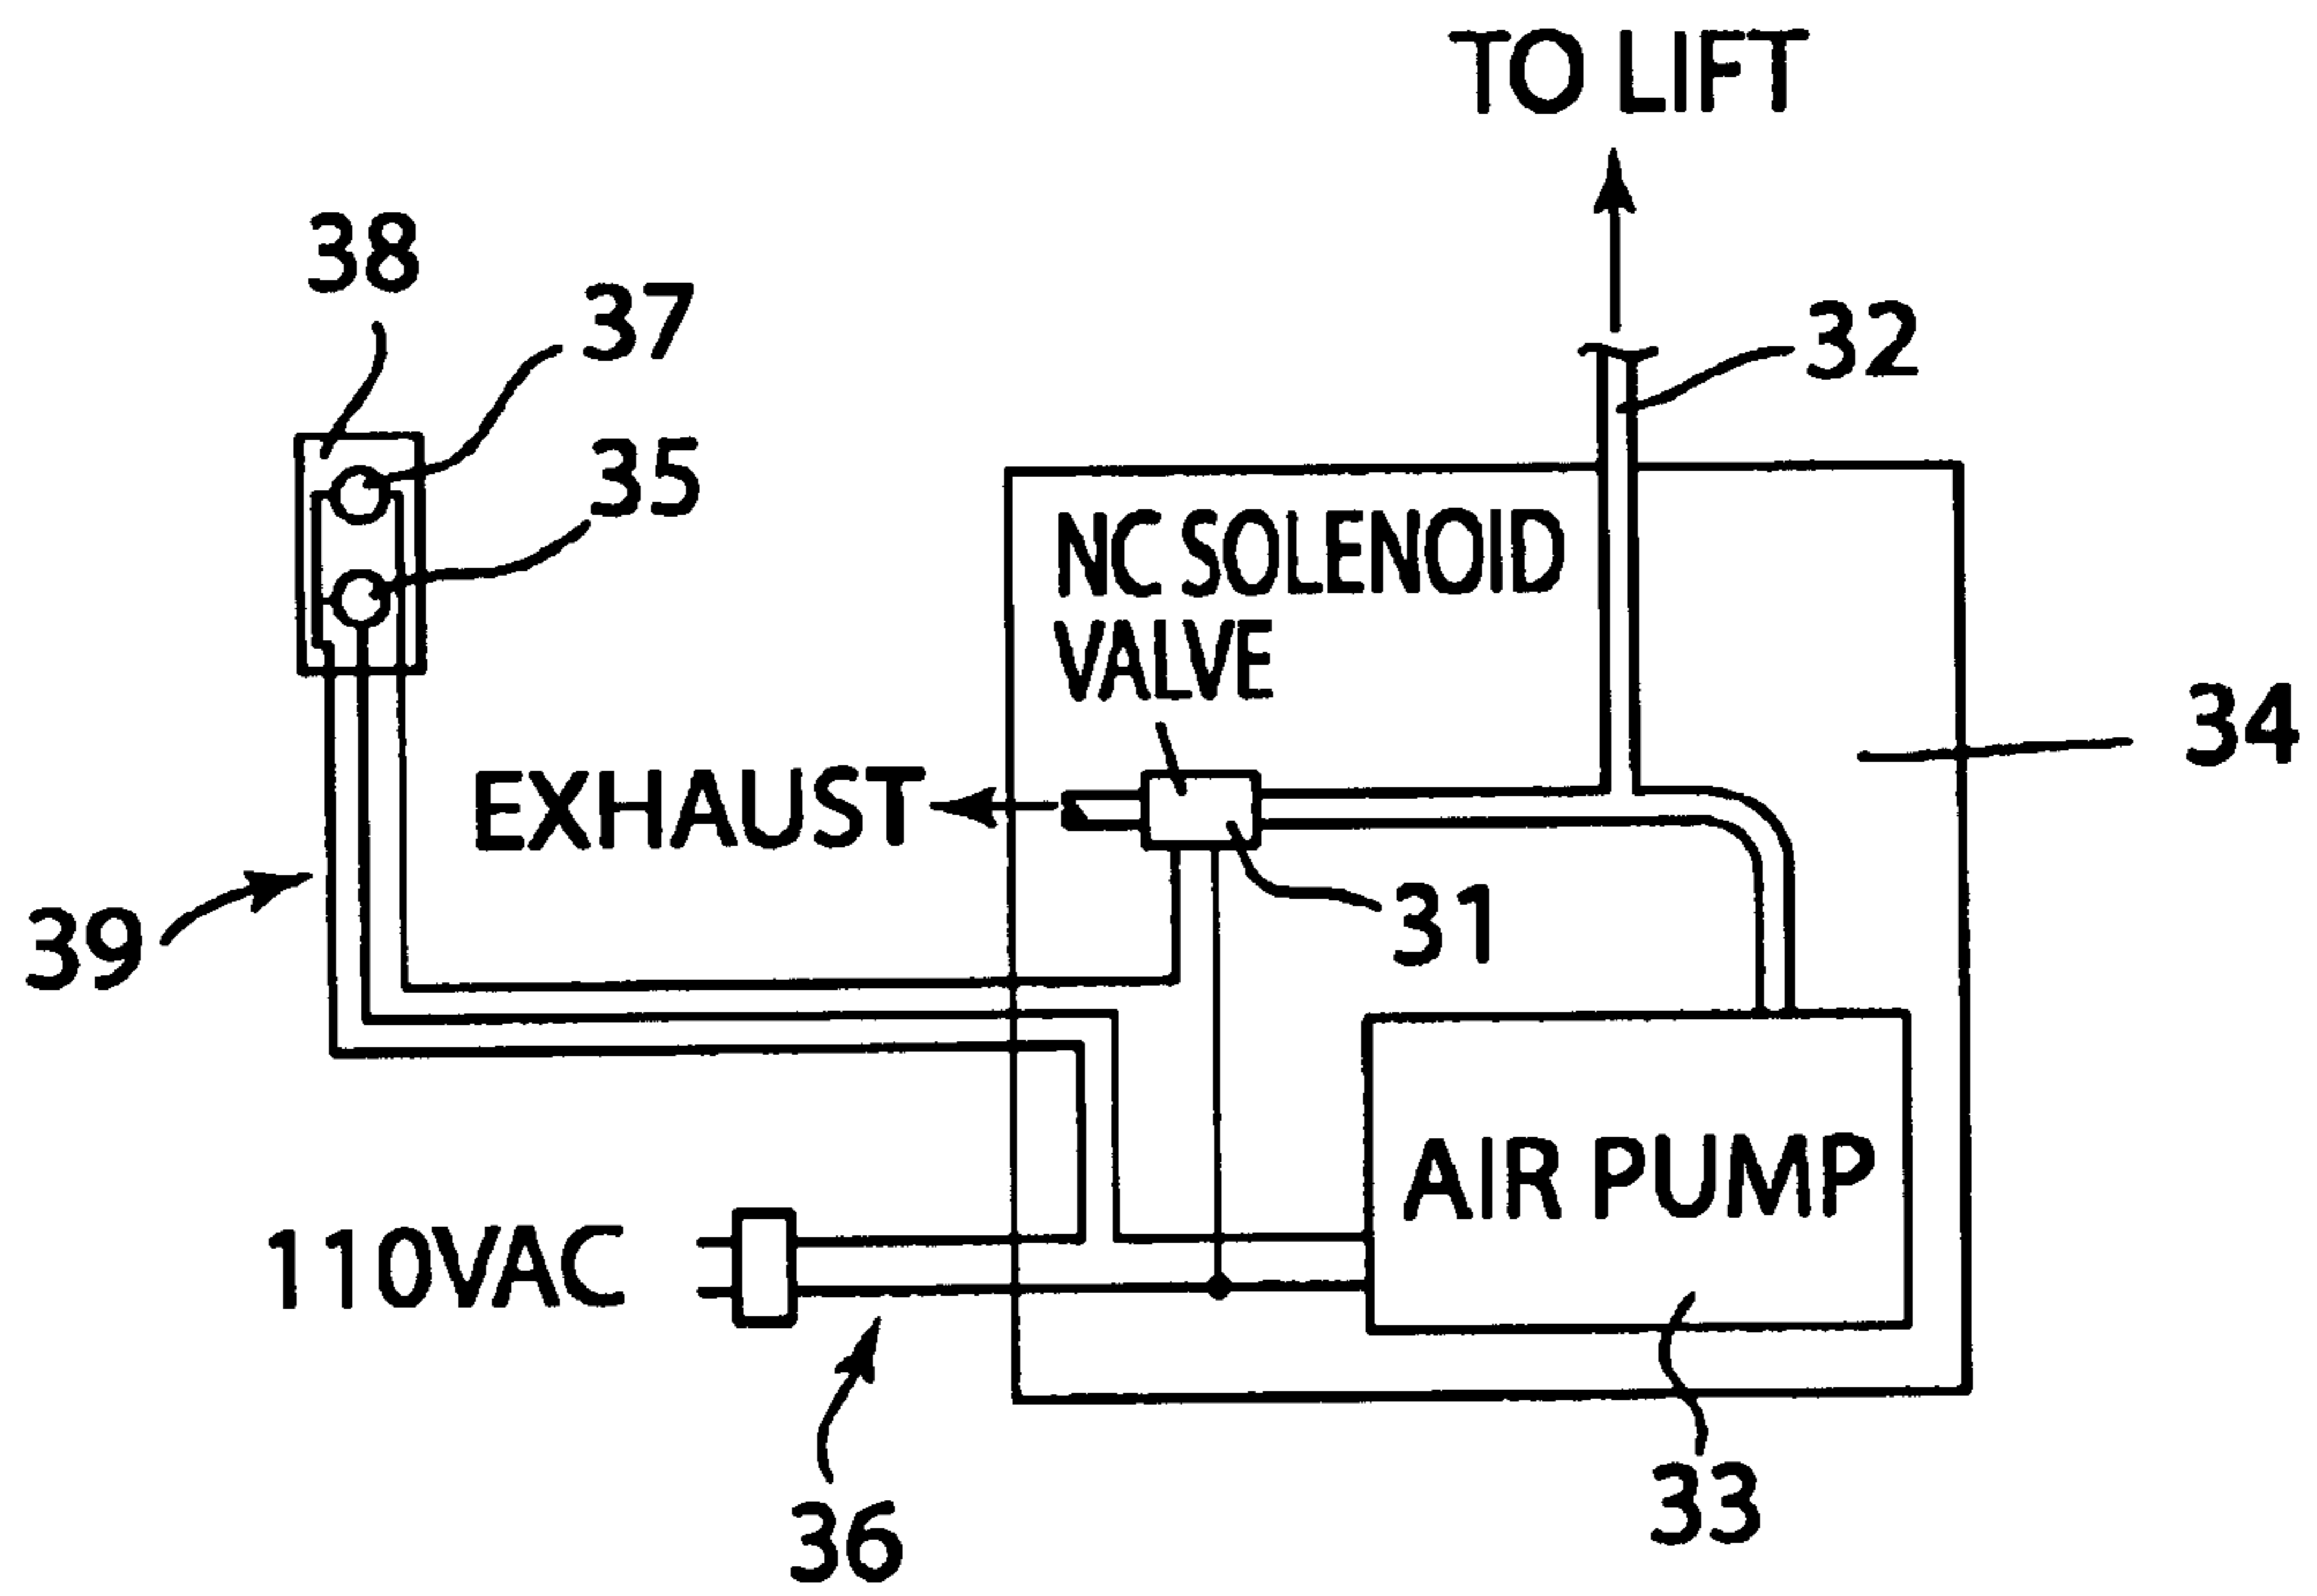 TO LIFT
38
37
32
35
NC SOLENOID
VALVE
34
EXHAUST
31
39
AIR PUMP
110VAC
33
36